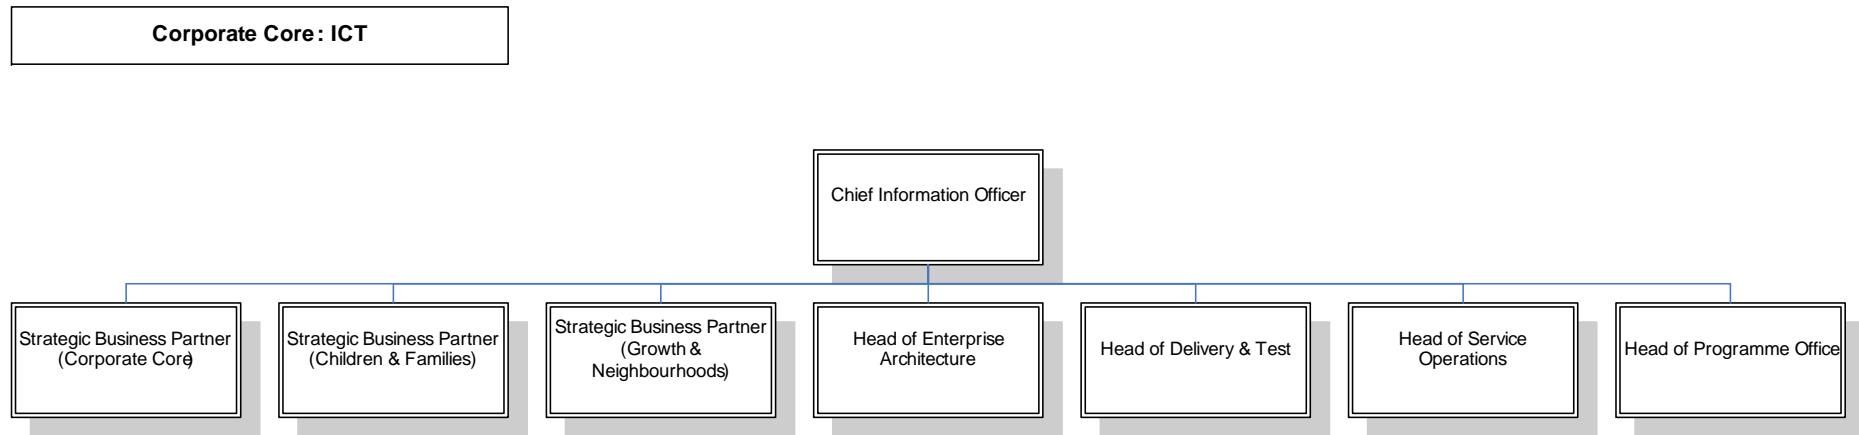 Corporate Core: ICT
Chief Information Officer
Strategic Business Partner
(Corporate Core)
Strategic Business Partner
(Children & Families)
Strategic Business Partner
(Growth &
Neighbourhoods)
Head of Enterprise
Architecture
Head of Delivery & Test
Head of Service
Operations
Head of Programme Office